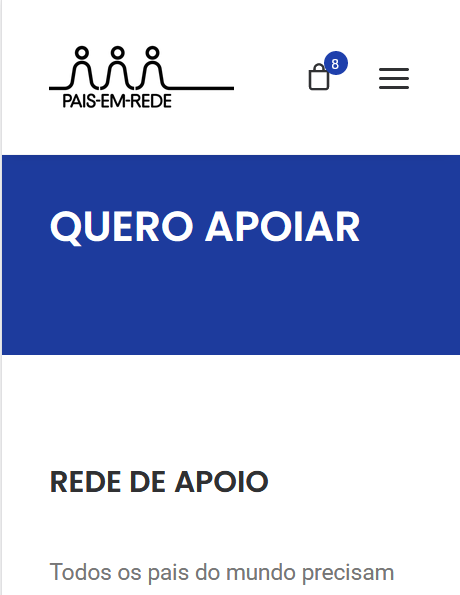 PAIS-EM-REDE
8
QUERO APOIAR
REDE DE APOIO
Todos os pais do mundo precisam